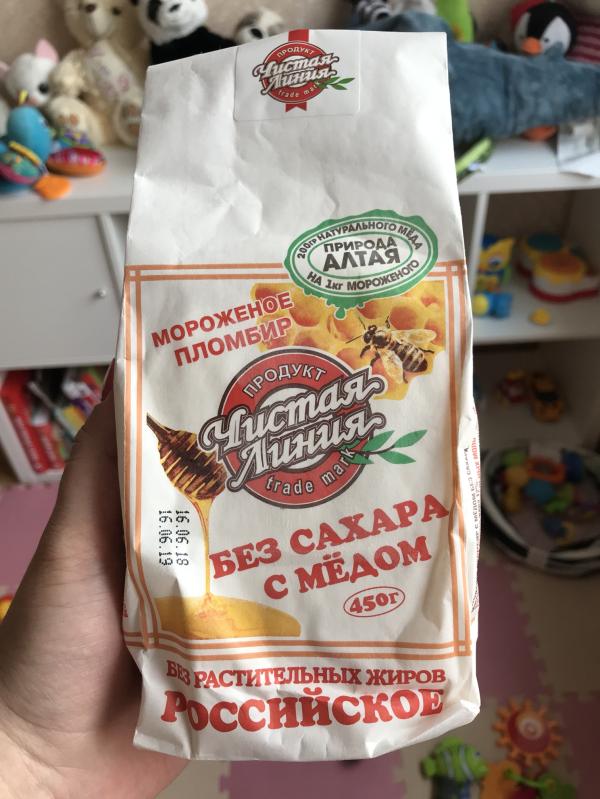 ПРОДУКТ
Чистая
Линия
trade mark
200гр НАТУРАЛЬНОГО МЁДА
ПРИРОДА
АЛТАЯ
НА 1кг МОРОЖЕНОГО
МОРОЖЕНОЕ
ПЛОМБИР
ПРОДУКТ
Чистая
Линия
trade mark
16.06.18
16.06.19
БЕЗ САХАРА
С МЁДОМ
450г
БЕЗ РАСТИТЕЛЬНЫХ ЖИРОВ
РОССИЙСКОЕ